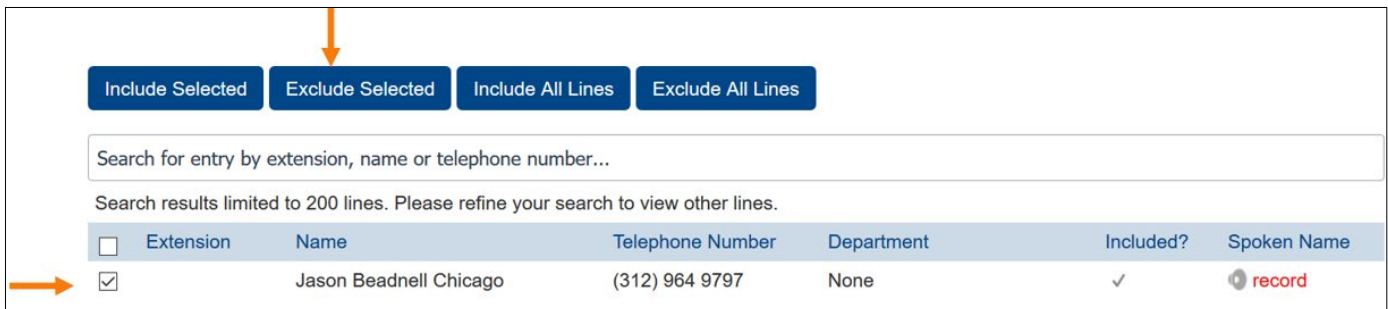 Include Selected Exclude Selected Include All Lines Exclude All Lines
Search for entry by extension, name or telephone number...
Search results limited to 200 lines. Please refine your search to view other lines.
Extension Name Telephone Number Department Included? Spoken Name
Jason Beadnell Chicago (312) 964 9797 None record